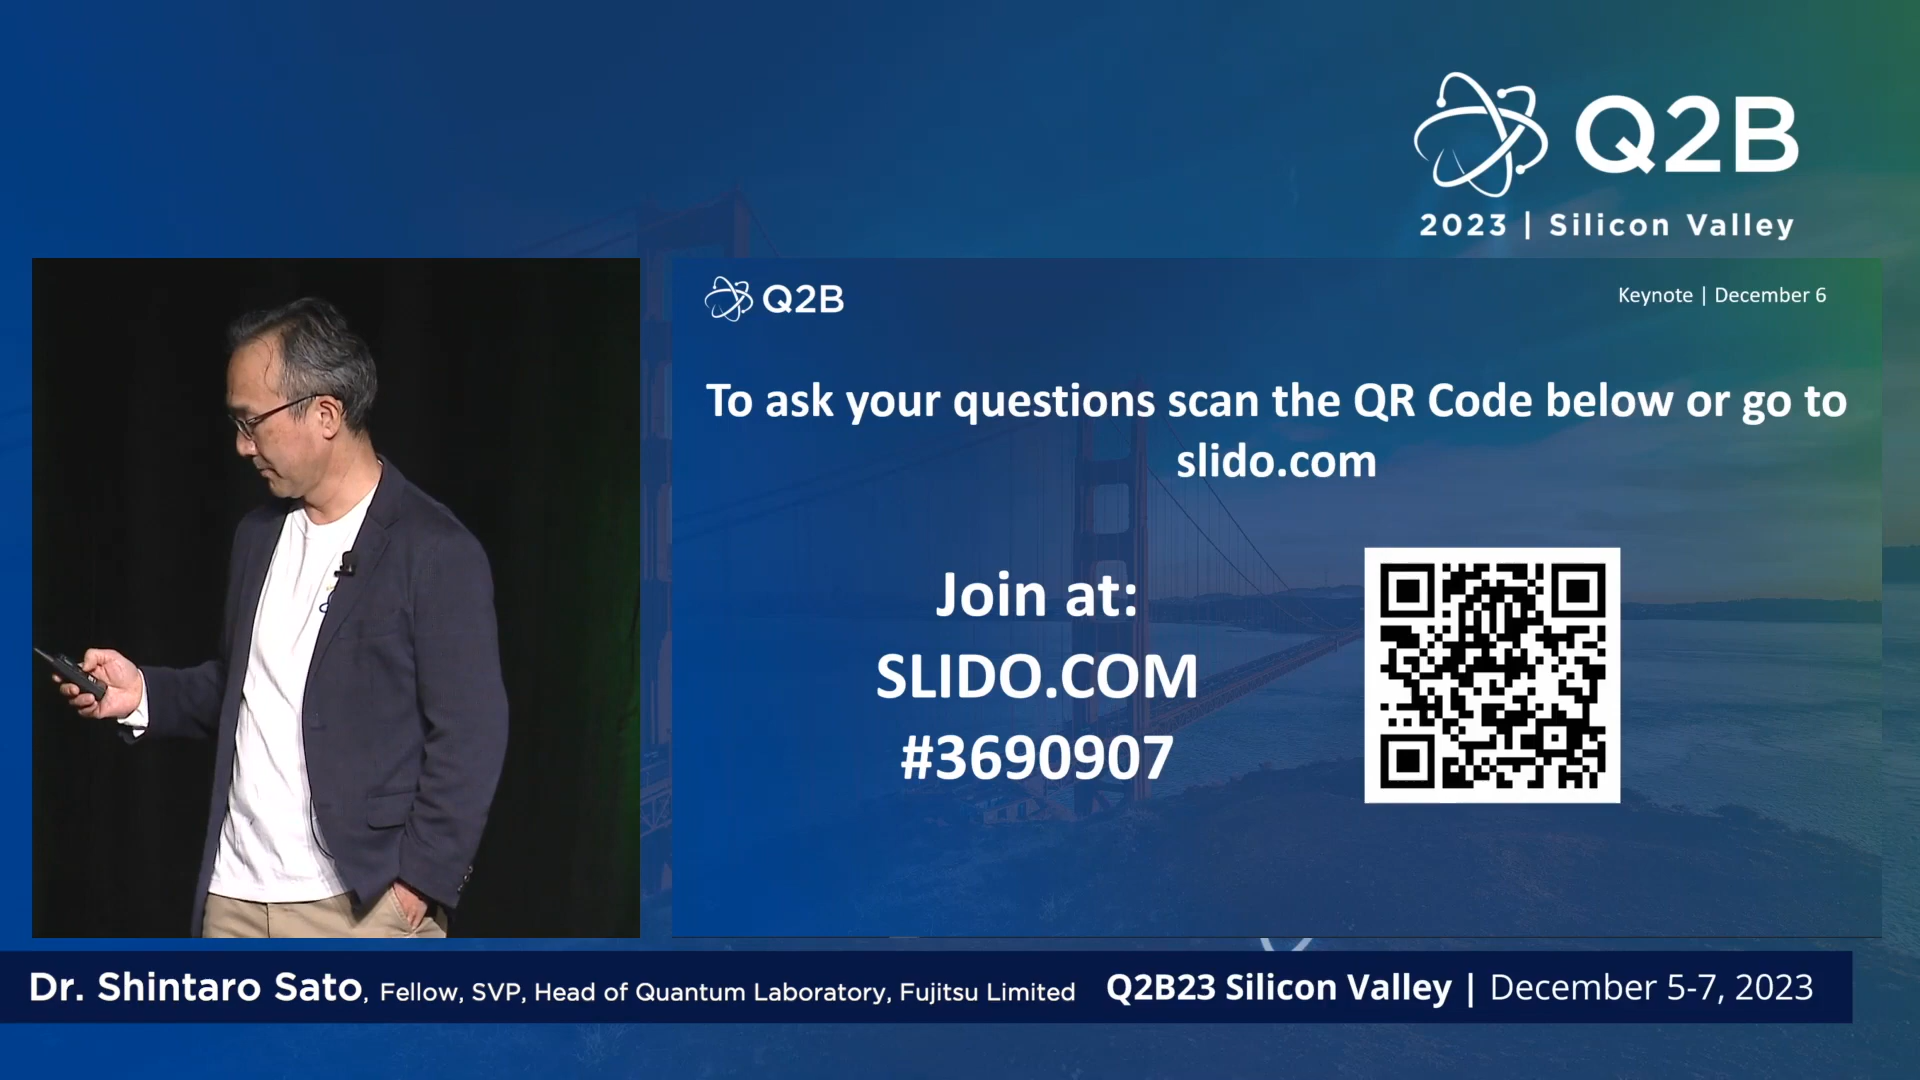 Q2B
2023 | Silicon Valley
Q2B
Keynote | December 6
To ask your questions scan the QR Code below or go to
slido.com
Join at:
SLIDO.COM
#3690907
Dr. Shintaro Sato, Fellow, SVP, Head of Quantum Laboratory, Fujitsu Limited
Q2B23 Silicon Valley | December 5-7, 2023